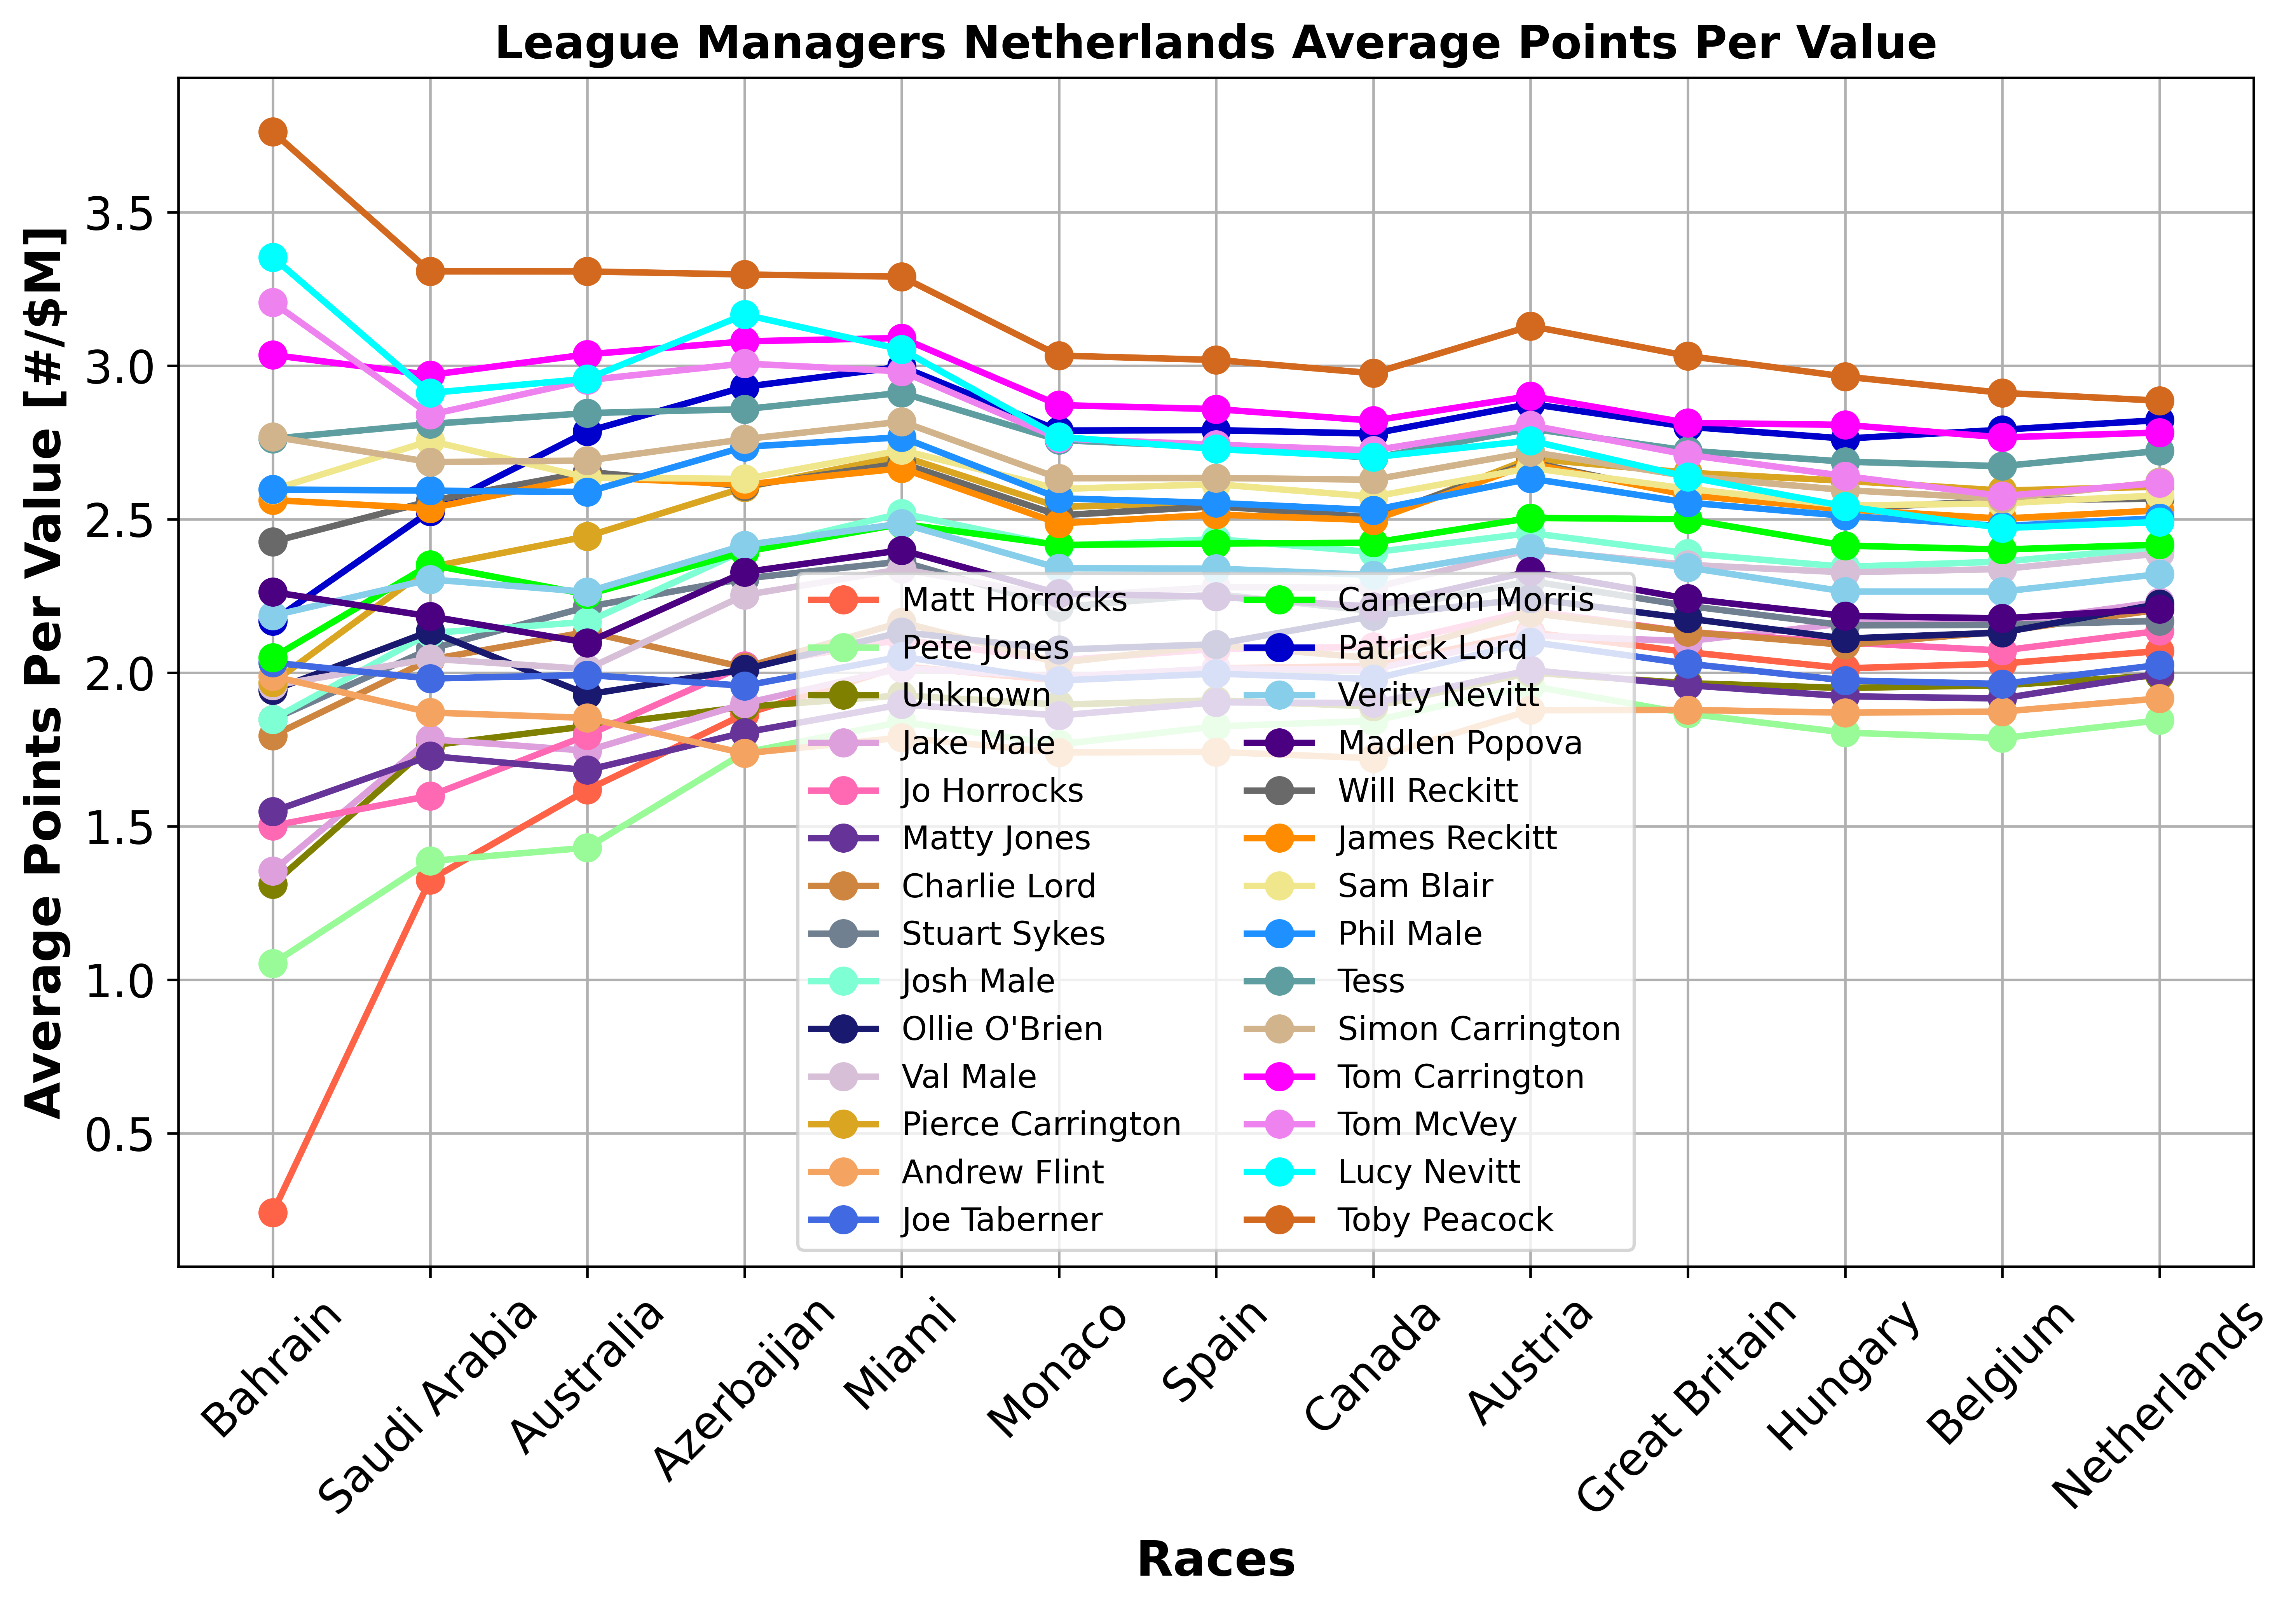 League Managers Netherlands Average Points Per Value
Average Points Per Value [#/$M]
3.5
3.0
2.5
2.0
1.5
1.0
0.5
Matt Horrocks
Pete Jones
Unknown
Jake Male
Jo Horrocks
Matty Jones
Charlie Lord
Stuart Sykes
Josh Male
Ollie O'Brien
Val Male
Pierce Carrington
Andrew Flint
Joe Taberner
Cameron Morris
Patrick Lord
Verity Nevitt
Madlen Popova
Will Reckitt
James Reckitt
Sam Blair
Phil Male
Tess
Simon Carrington
Tom Carrington
Tom McVey
Lucy Nevitt
Toby Peacock
Bahrain
Saudi Arabia
Australia
Azerbaijan
Miami
Monaco
Spain
Canada
Austria
Great Britain
Hungary
Belgium
Netherlands
Races